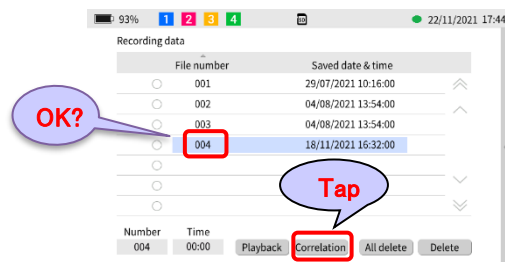 93% 1 2 3 4 SD 22/11/2021 17:44
Recording data
File number Saved date & time
001 29/07/2021 10:16:00
002 04/08/2021 13:54:00
OK?
003 04/08/2021 13:54:00
004 18/11/2021 16:32:00
Tap
Number Time
004 00:00 Playback Correlation All delete Delete